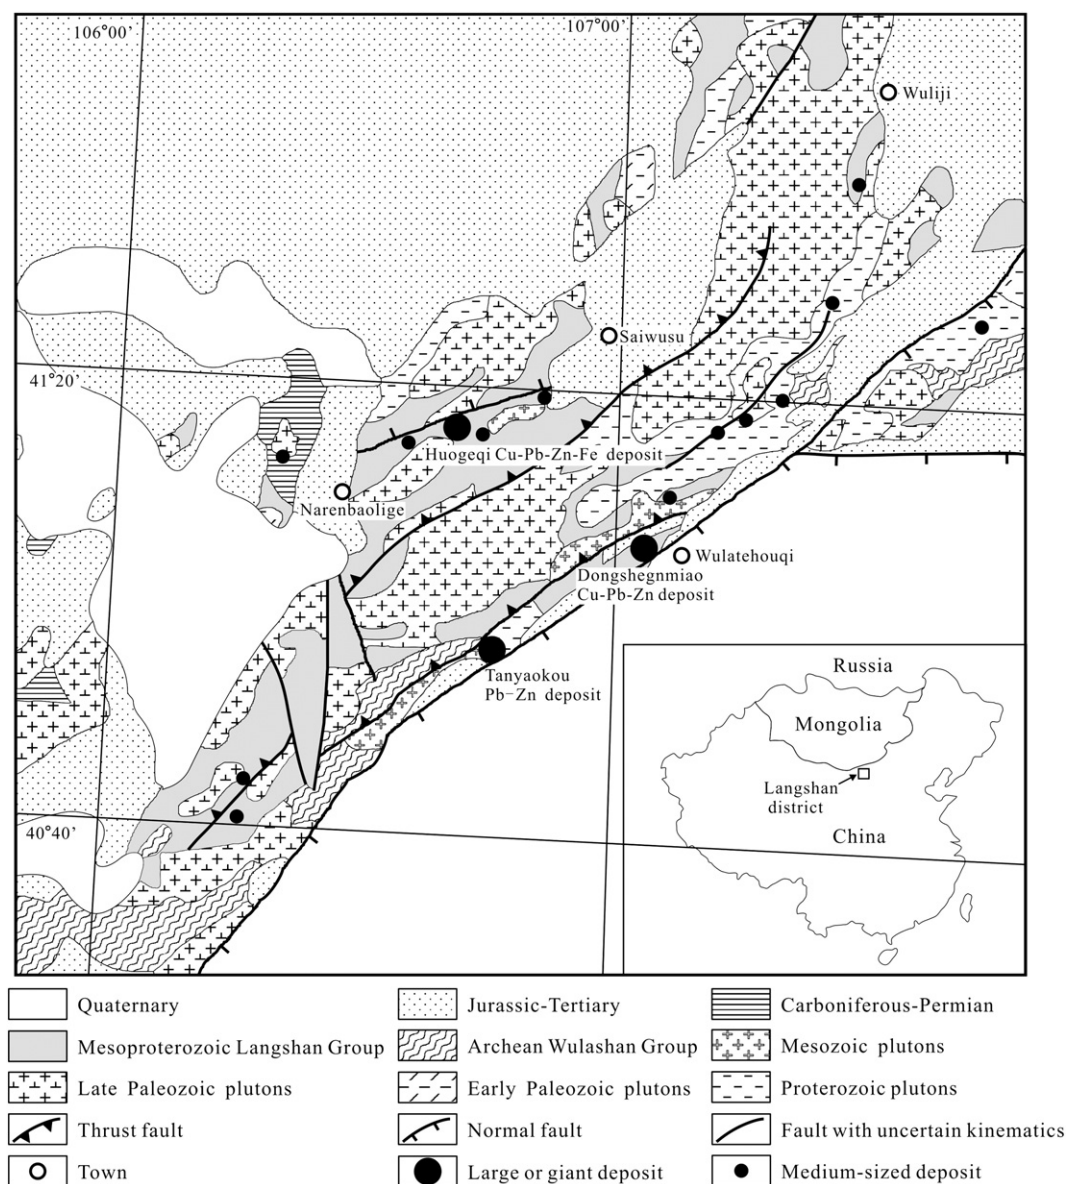 106°00′
107°00′
Wuliji
Saiwusu
41°20′
Huogeqi Cu-Pb-Zn-Fe deposit
Narenbaolige
Wulatehouqi
Dongshegnmiao
Cu-Pb-Zn deposit
Tanyaokou
Pb-Zn deposit
40°40′
Russia
Mongolia
Langshan
district
China
Quaternary
Jurassic-Tertiary
Carboniferous-Permian
Mesoproterozoic Langshan Group
Archean Wulashan Group
Mesozoic plutons
Late Paleozoic plutons
Early Paleozoic plutons
Proterozoic plutons
Thrust fault
Normal fault
Fault with uncertain kinematics
Town
Large or giant deposit
Medium-sized deposit